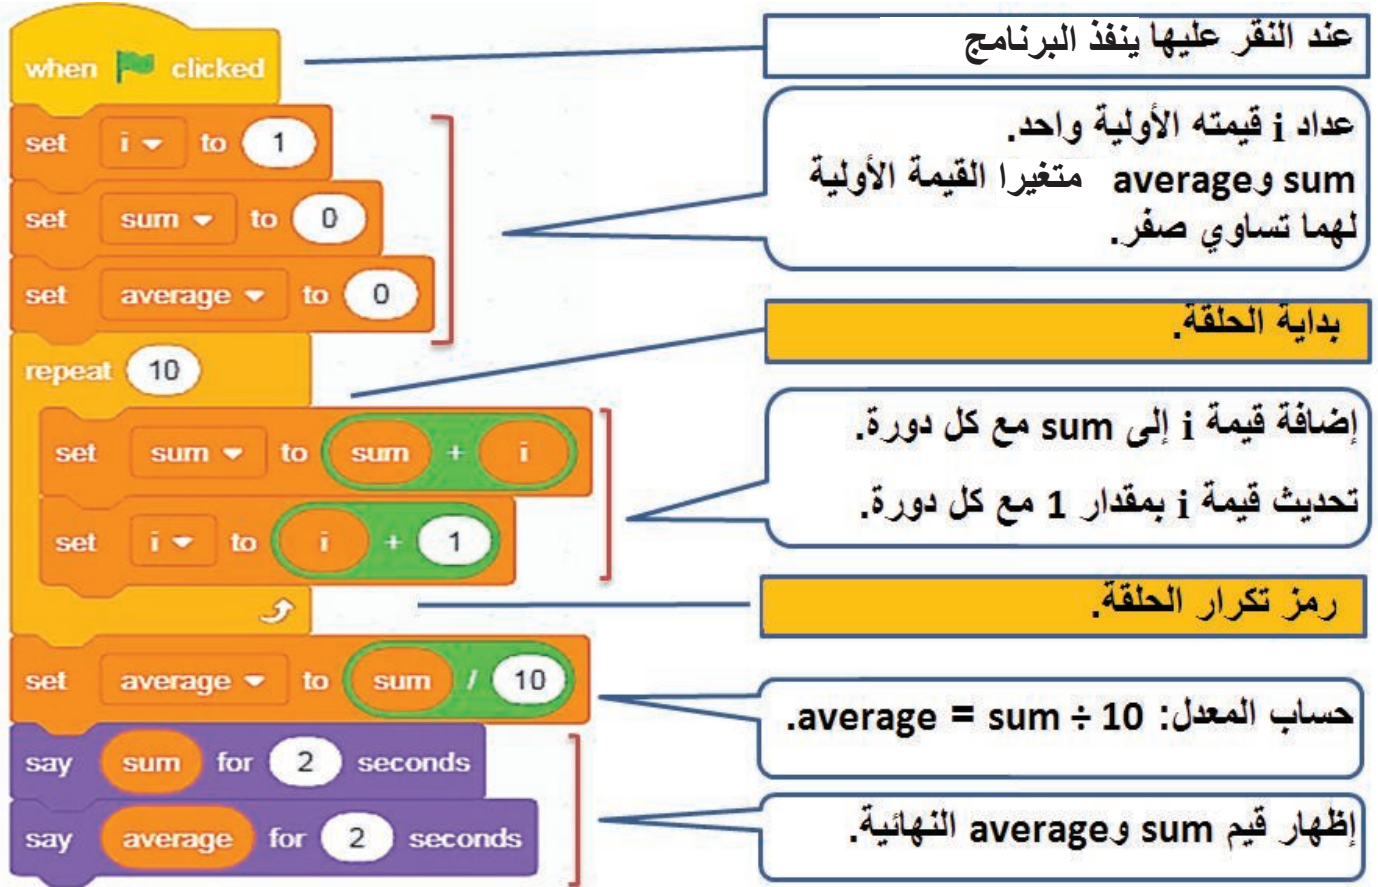 when clicked
عند النقر عليها ينفذ البرنامج
set i to 1
set sum to 0
set average to 0
عداد i قيمته الأولية واحد.
sum وaverage متغيرا القيمة الأولية
لهما تساوي صفر.
repeat 10
بداية الحلقة.
set sum to sum + i
set i to i + 1
إضافة قيمة i إلى sum مع كل دورة.
تحديث قيمة i بمقدار 1 مع كل دورة.
رمز تكرار الحلقة.
set average to sum / 10
حساب المعدل: average = sum ÷ 10.
say sum for 2 seconds
say average for 2 seconds
إظهار قيم sum وaverage النهائية.